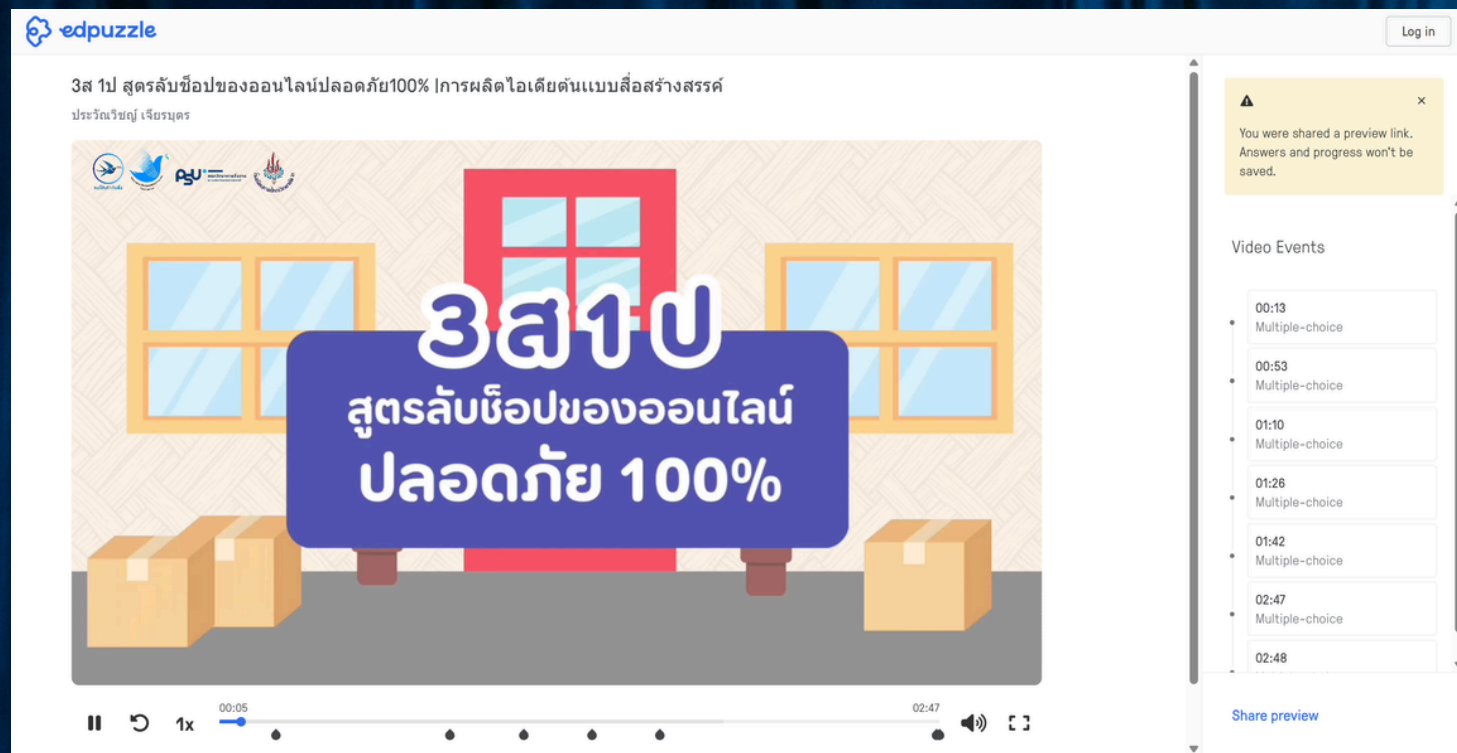 edpuzzle
Log in
3ส 1ป สูตรลับช็อปของออนไลน์ปลอดภัย100% |การผลิตไอเดียต้นแบบสื่อสร้างสรรค์
ประวัณวิชญ์ เจียรบุตร
PSU
3ส1ป
สูตรลับช็อปของออนไลน์
ปลอดภัย 100%
1x
00:05
02:47
You were shared a preview link.
Answers and progress won't be
saved.
Video Events
00:13
Multiple-choice
00:53
Multiple-choice
01:10
Multiple-choice
01:26
Multiple-choice
01:42
Multiple-choice
02:47
Multiple-choice
02:48
Share preview